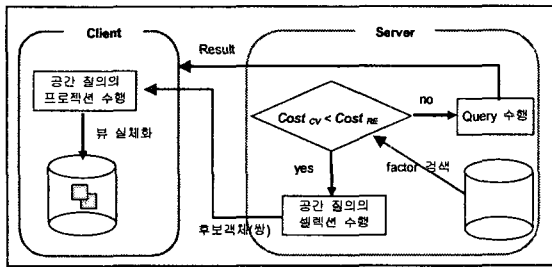 Client
Server
Result
공간 질의의
프로젝션 수행
Cost CV < Cost RE
no
Query 수행
뷰 실체화
yes
factor 검색
공간 질의의
셀렉션 수행
후보객체(쌍)